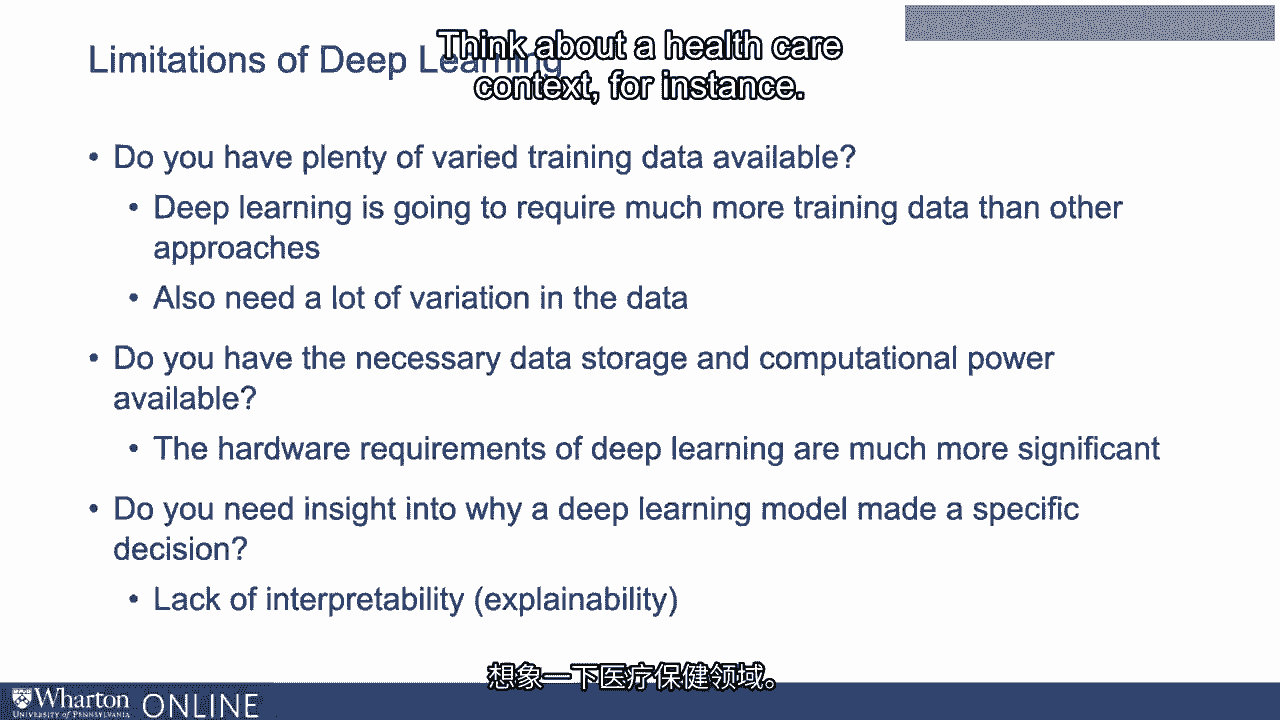 Think about a health care
context, for instance.
Limitations of Deep Learning
• Do you have plenty of varied training data available?
• Deep learning is going to require much more training data than other
approaches
• Also need a lot of variation in the data
• Do you have the necessary data storage and computational power
available?
• The hardware requirements of deep learning are much more significant
• Do you need insight into why a deep learning model made a specific
decision?
• Lack of interpretability (explainability)
想象一下医疗保健领域。
Wharton ONLINE
UNIVERSITY of PENNSYLVANIA